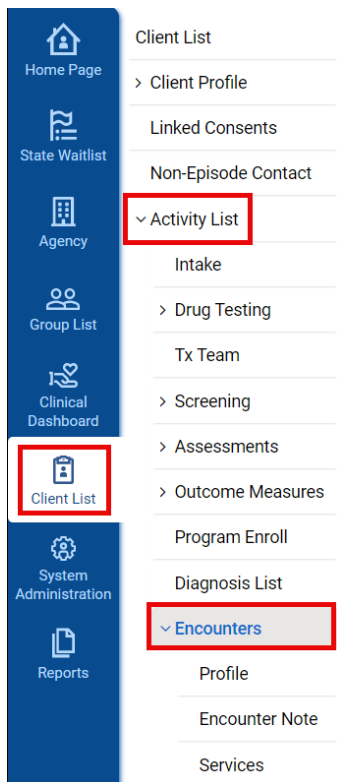 Home Page
State Waitlist
Agency
Group List
Clinical
Dashboard
Client List
System
Administration
Reports
Client List
Client Profile
Linked Consents
Non-Episode Contact
Activity List
Intake
Drug Testing
Tx Team
Screening
Assessments
Outcome Measures
Program Enroll
Diagnosis List
Encounters
Profile
Encounter Note
Services